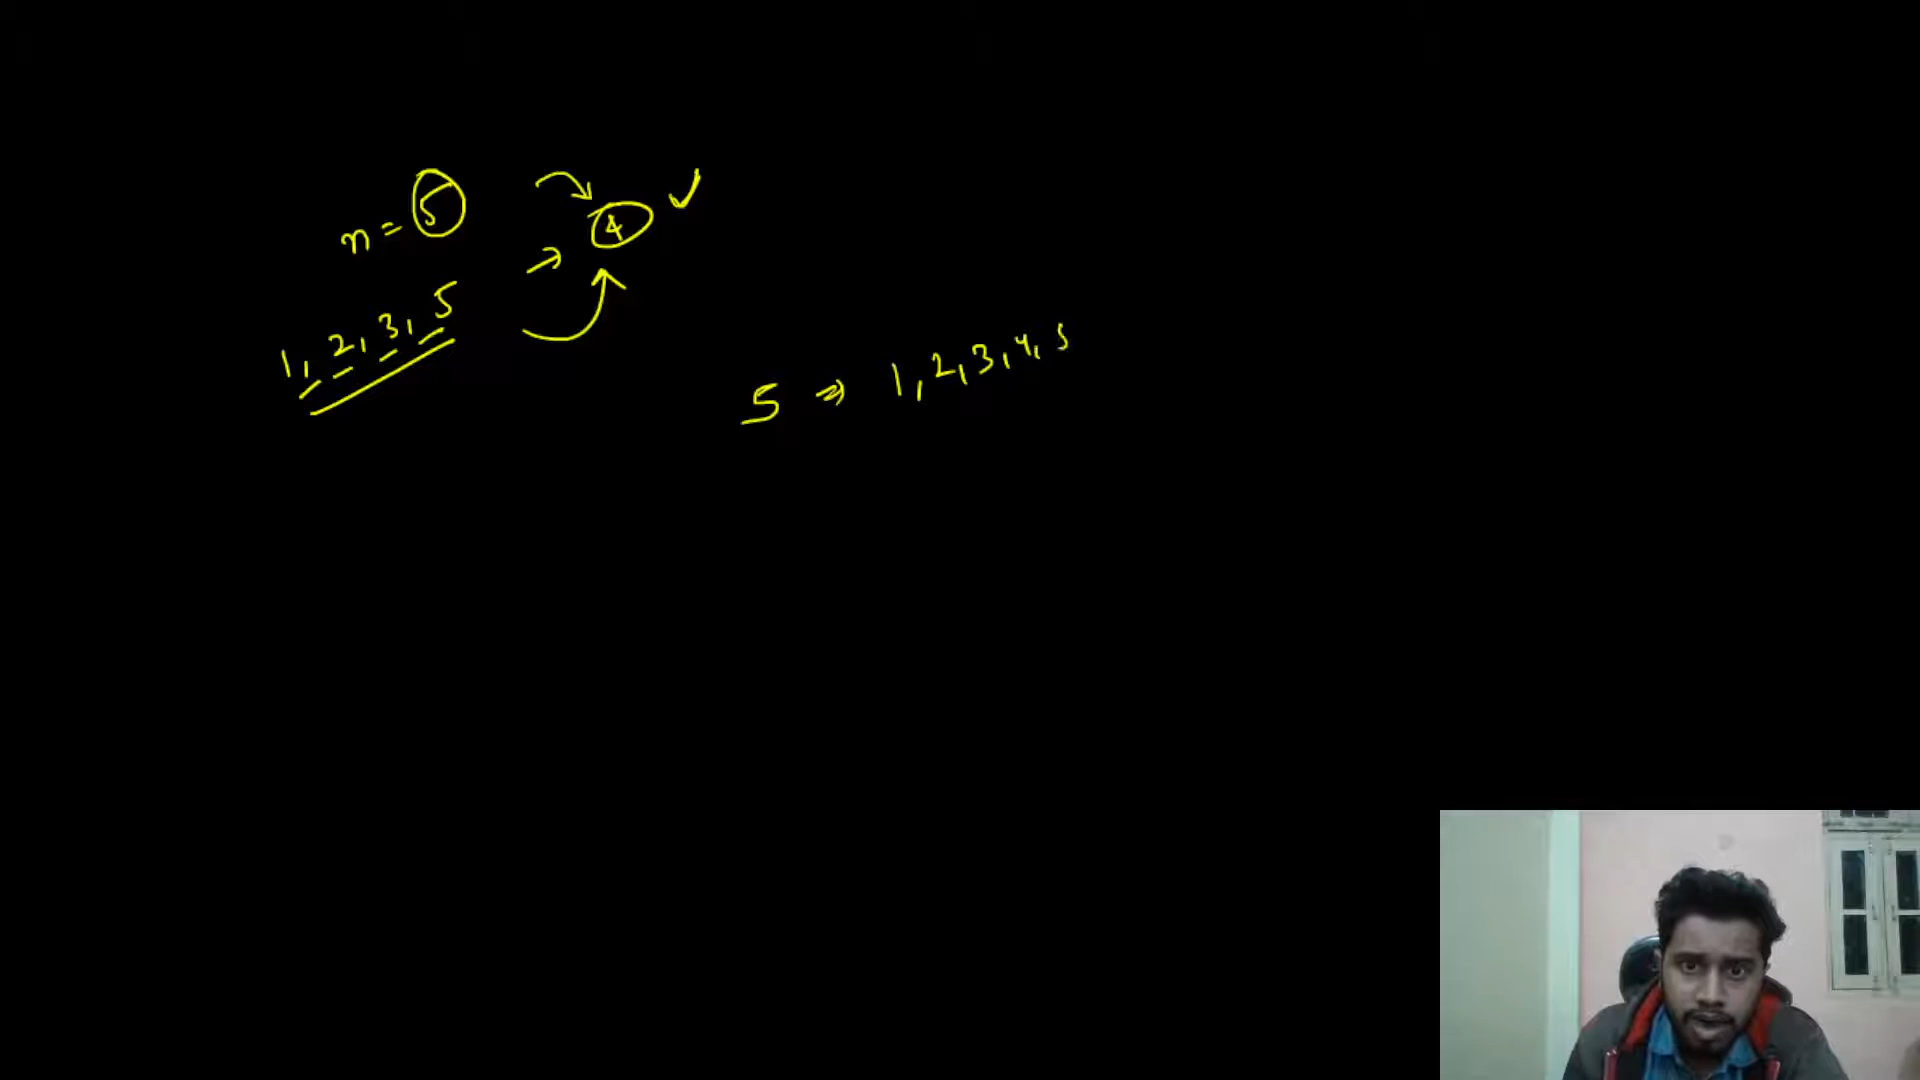 n = 5
4 ✓
1, 2, 3, 5
5 ⇒ 1, 2, 3, 4, 5